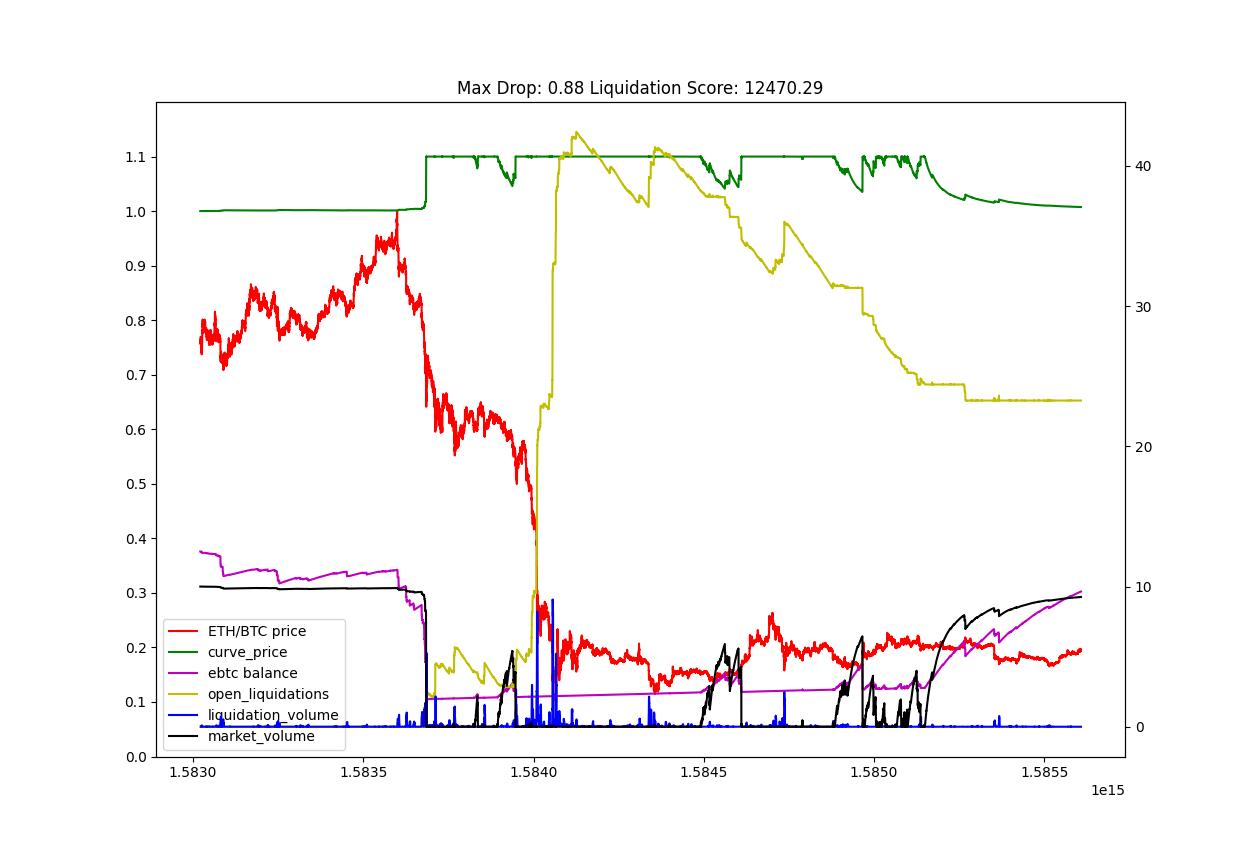 Max Drop: 0.88 Liquidation Score: 12470.29
1.1
1.0
0.9
0.8
0.7
0.6
0.5
0.4
0.3
0.2
0.1
0.0
40
30
20
10
0
ETH/BTC price
curve_price
ebtc balance
open_liquidations
liquidation_volume
market_volume
1.5830 1.5835 1.5840 1.5845 1.5850 1.5855
1e15